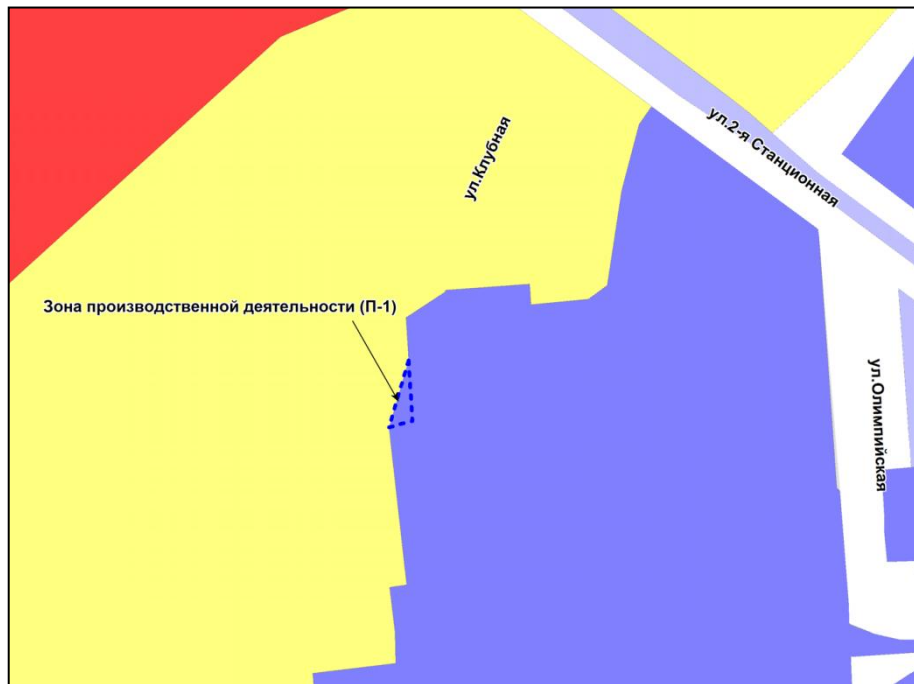 ул.2-я Станционная
ул.Клубная
Зона производственной деятельности (П-1)
ул.Олимпийская